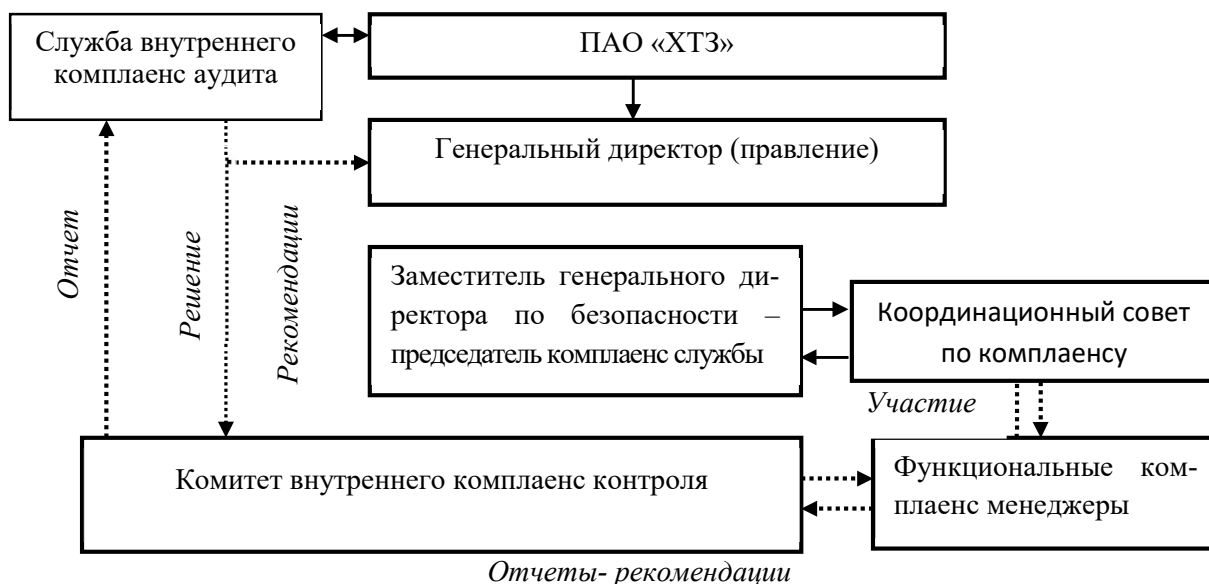 Служба внутреннего
комплаенс аудита
ПАО «ХТЗ»
Генеральный директор (правление)
Отчет
Решение
Рекомендации
Заместитель генерального ди-
ректора по безопасности –
председатель комплаенс службы
Координационный совет
по комплаенсу
Участие
Комитет внутреннего комплаенс контроля
Функциональные ком-
плаенс менеджеры
Отчеты- рекомендации